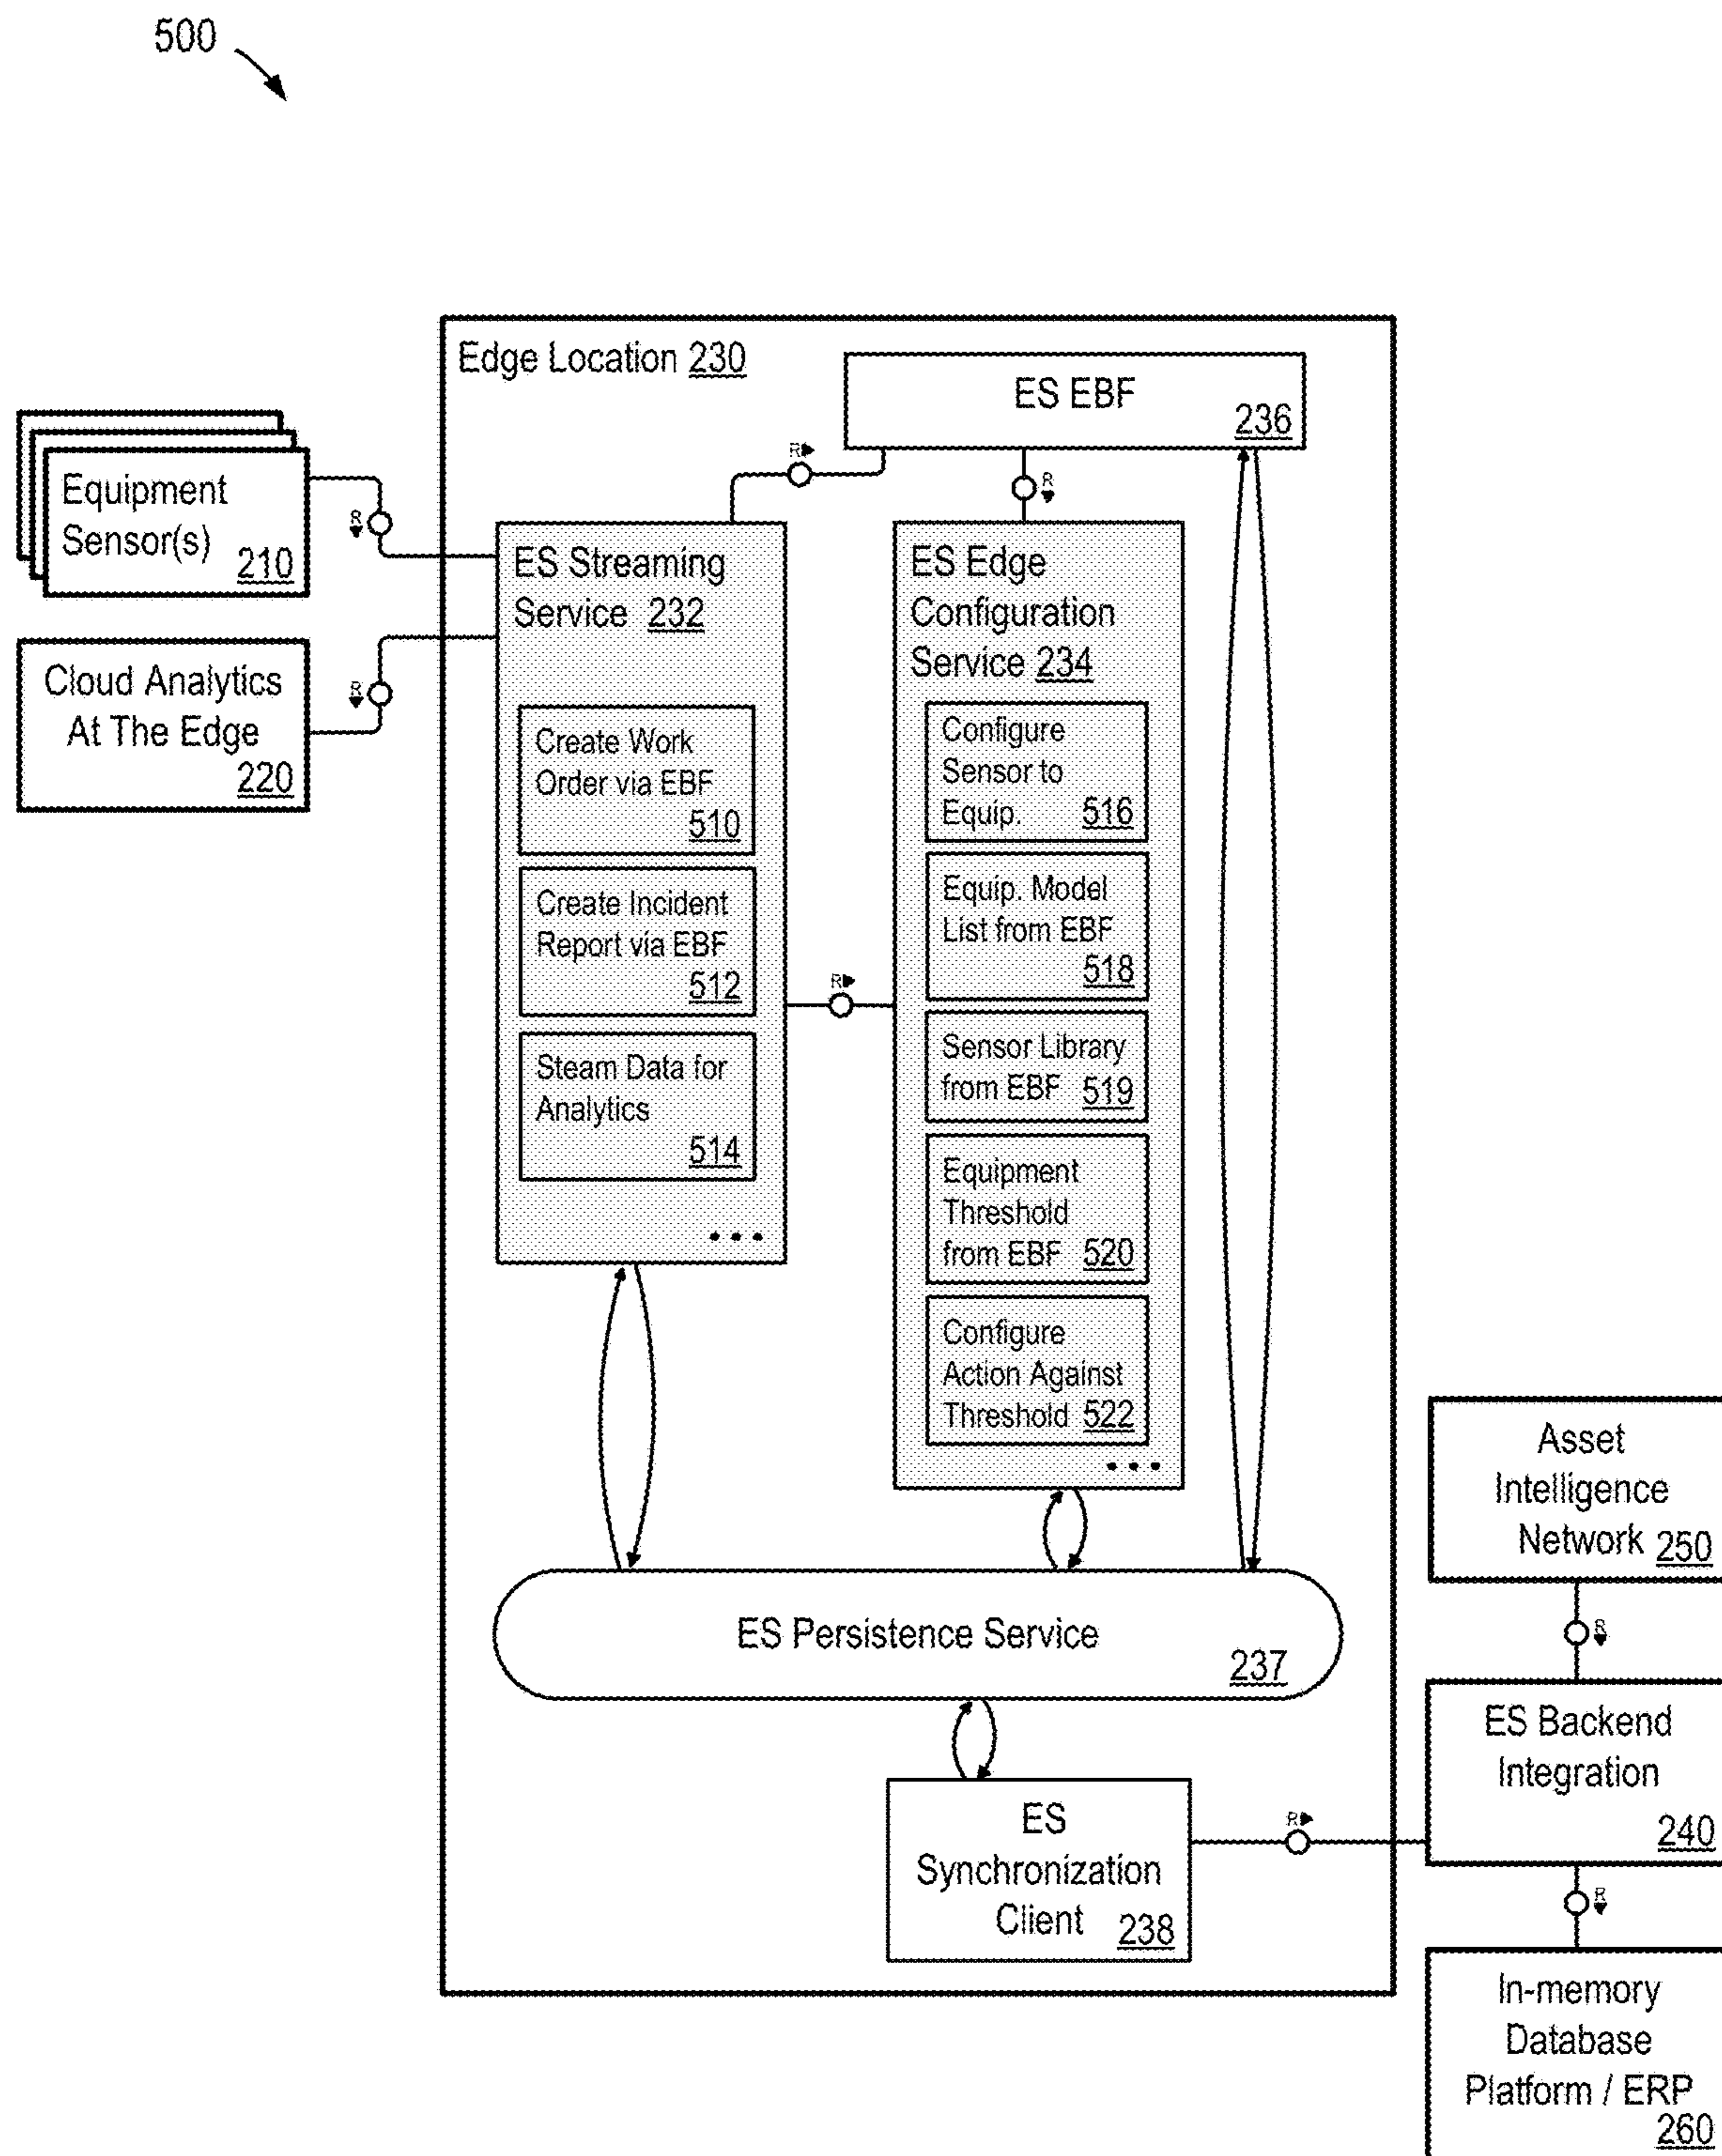 500
Edge Location 230
ES EBF
236
R
R
Equipment
Sensor(s)
210
R
Cloud Analytics
At The Edge
220
R
ES Streaming
Service 232
Create Work
Order via EBF
510
Create Incident
Report via EBF
512
Steam Data for
Analytics
514
...
R
ES Edge
Configuration
Service 234
Configure
Sensor to
Equip. 516
Equip. Model
List from EBF
518
Sensor Library
from EBF 519
Equipment
Threshold
from EBF 520
Configure
Action Against
Threshold 522
...
ES Persistence Service
237
ES
Synchronization
Client 238
R
Asset
Intelligence
Network 250
R
ES Backend
Integration
240
R
In-memory
Database
Platform / ERP
260